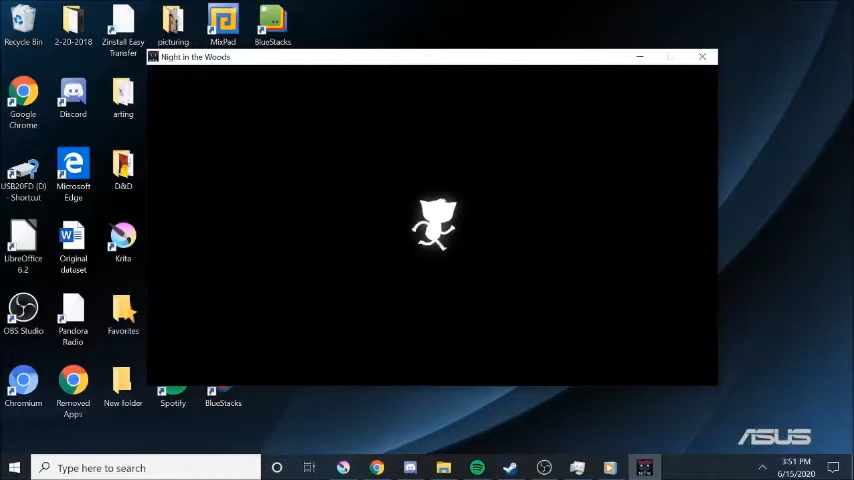 Recycle Bin
2-20-2018
Zinstall Easy
Transfer
picturing
MixPad
BlueStacks
Night in the Woods
Google
Chrome
Discord
arting
USB20FD (D)
- Shortcut
Microsoft
Edge
D&D
LibreOffice
6.2
Original
dataset
Krita
OBS Studio
Pandora
Radio
Favorites
Chromium
Removed
Apps
New folder
Spotify
BlueStacks
ASUS
Type here to search
3:51 PM
6/15/2020